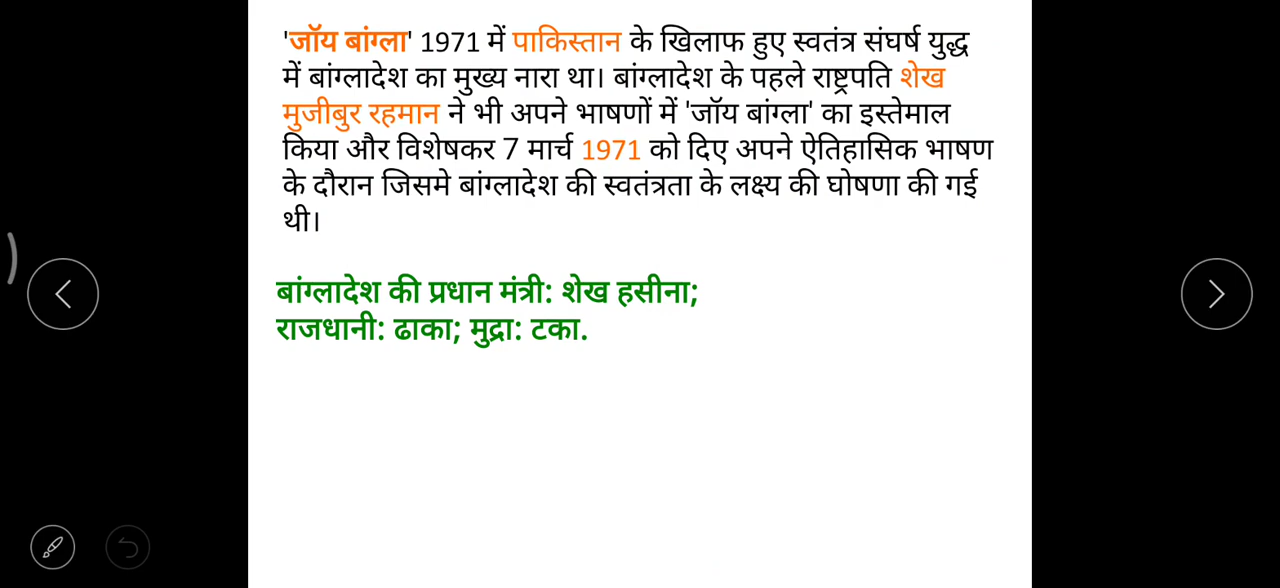 'जॉय बांग्ला' 1971 में पाकिस्तान के खिलाफ हुए स्वतंत्र संघर्ष युद्ध
में बांग्लादेश का मुख्य नारा था। बांग्लादेश के पहले राष्ट्रपति शेख
मुजीबुर रहमान ने भी अपने भाषणों में 'जॉय बांग्ला' का इस्तेमाल
किया और विशेषकर 7 मार्च 1971 को दिए अपने ऐतिहासिक भाषण
के दौरान जिसमे बांग्लादेश की स्वतंत्रता के लक्ष्य की घोषणा की गई
थी।
बांग्लादेश की प्रधान मंत्री: शेख हसीना;
राजधानी: ढाका; मुद्रा: टका.